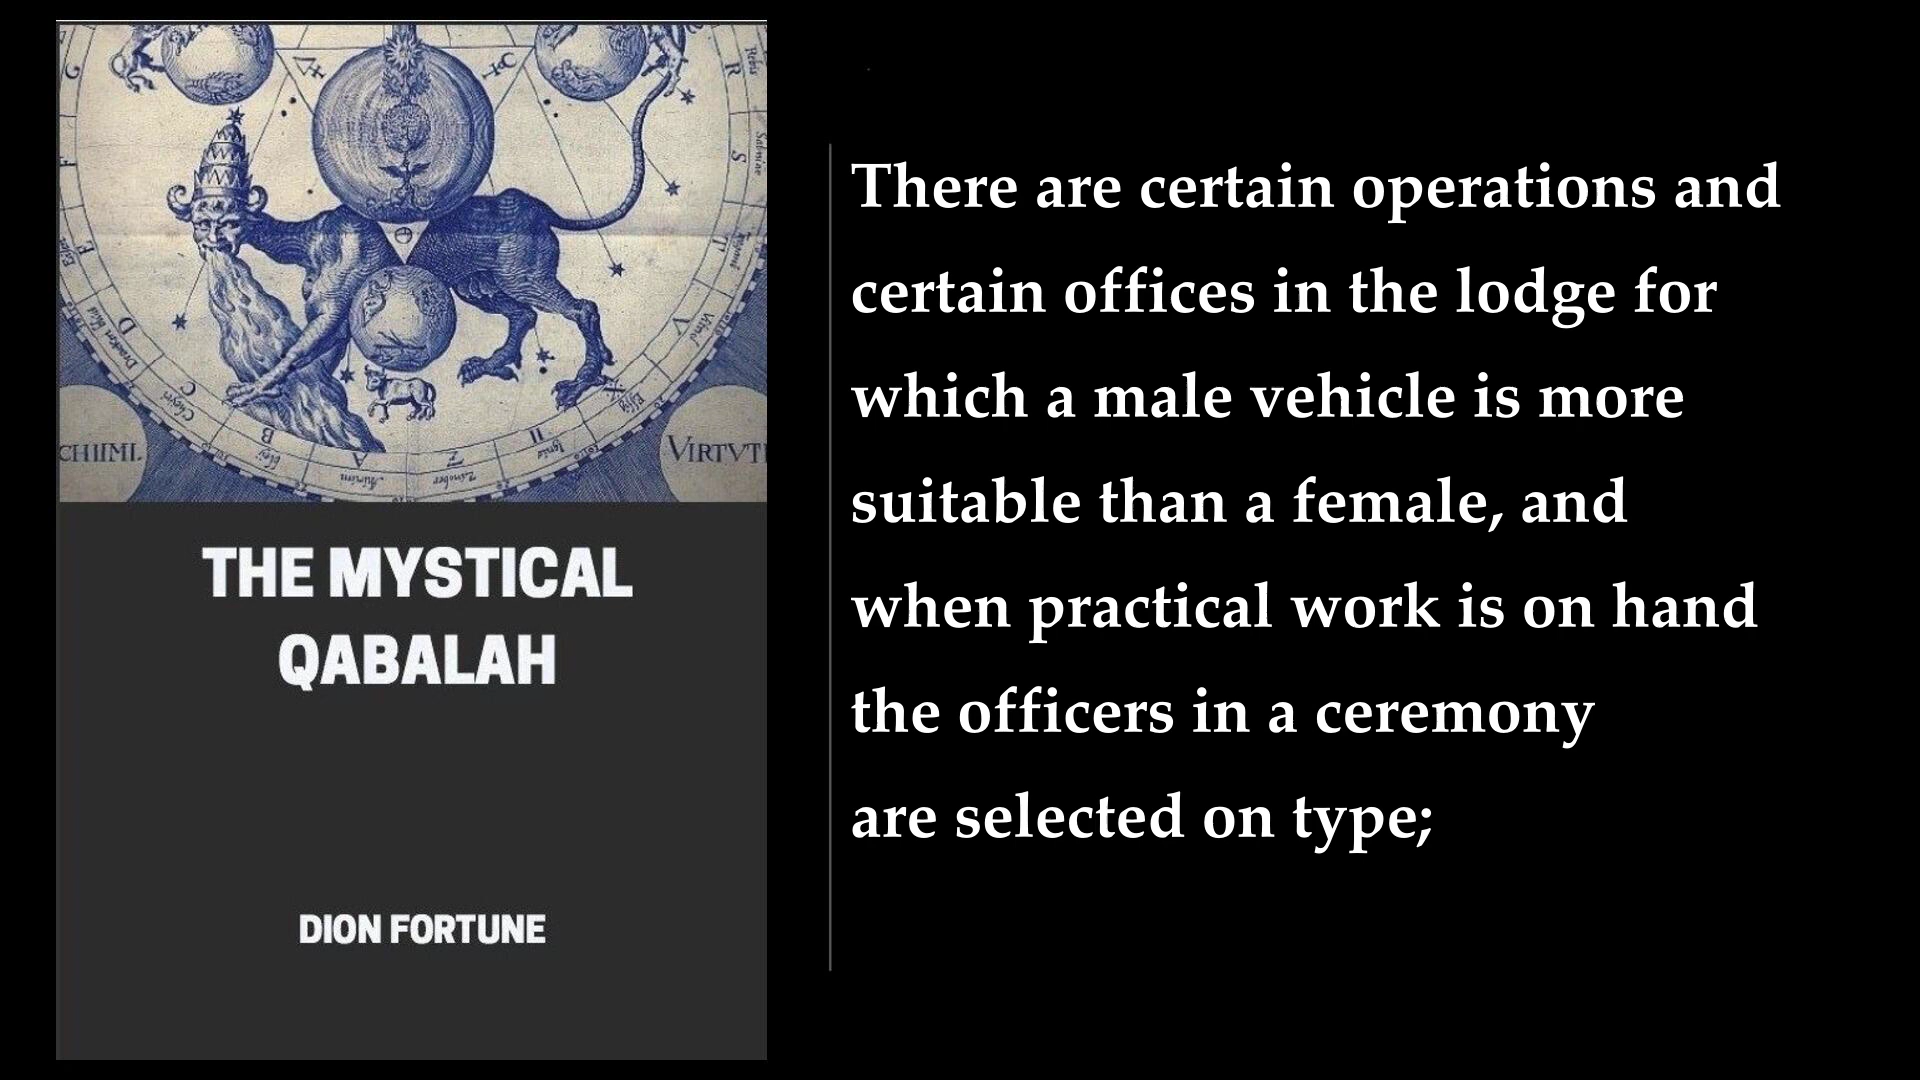 THE MYSTICAL
QABALAH
DION FORTUNE
CHIIMI.
VIRTVTI
There are certain operations and
certain offices in the lodge for
which a male vehicle is more
suitable than a female, and
when practical work is on hand
the officers in a ceremony
are selected on type;